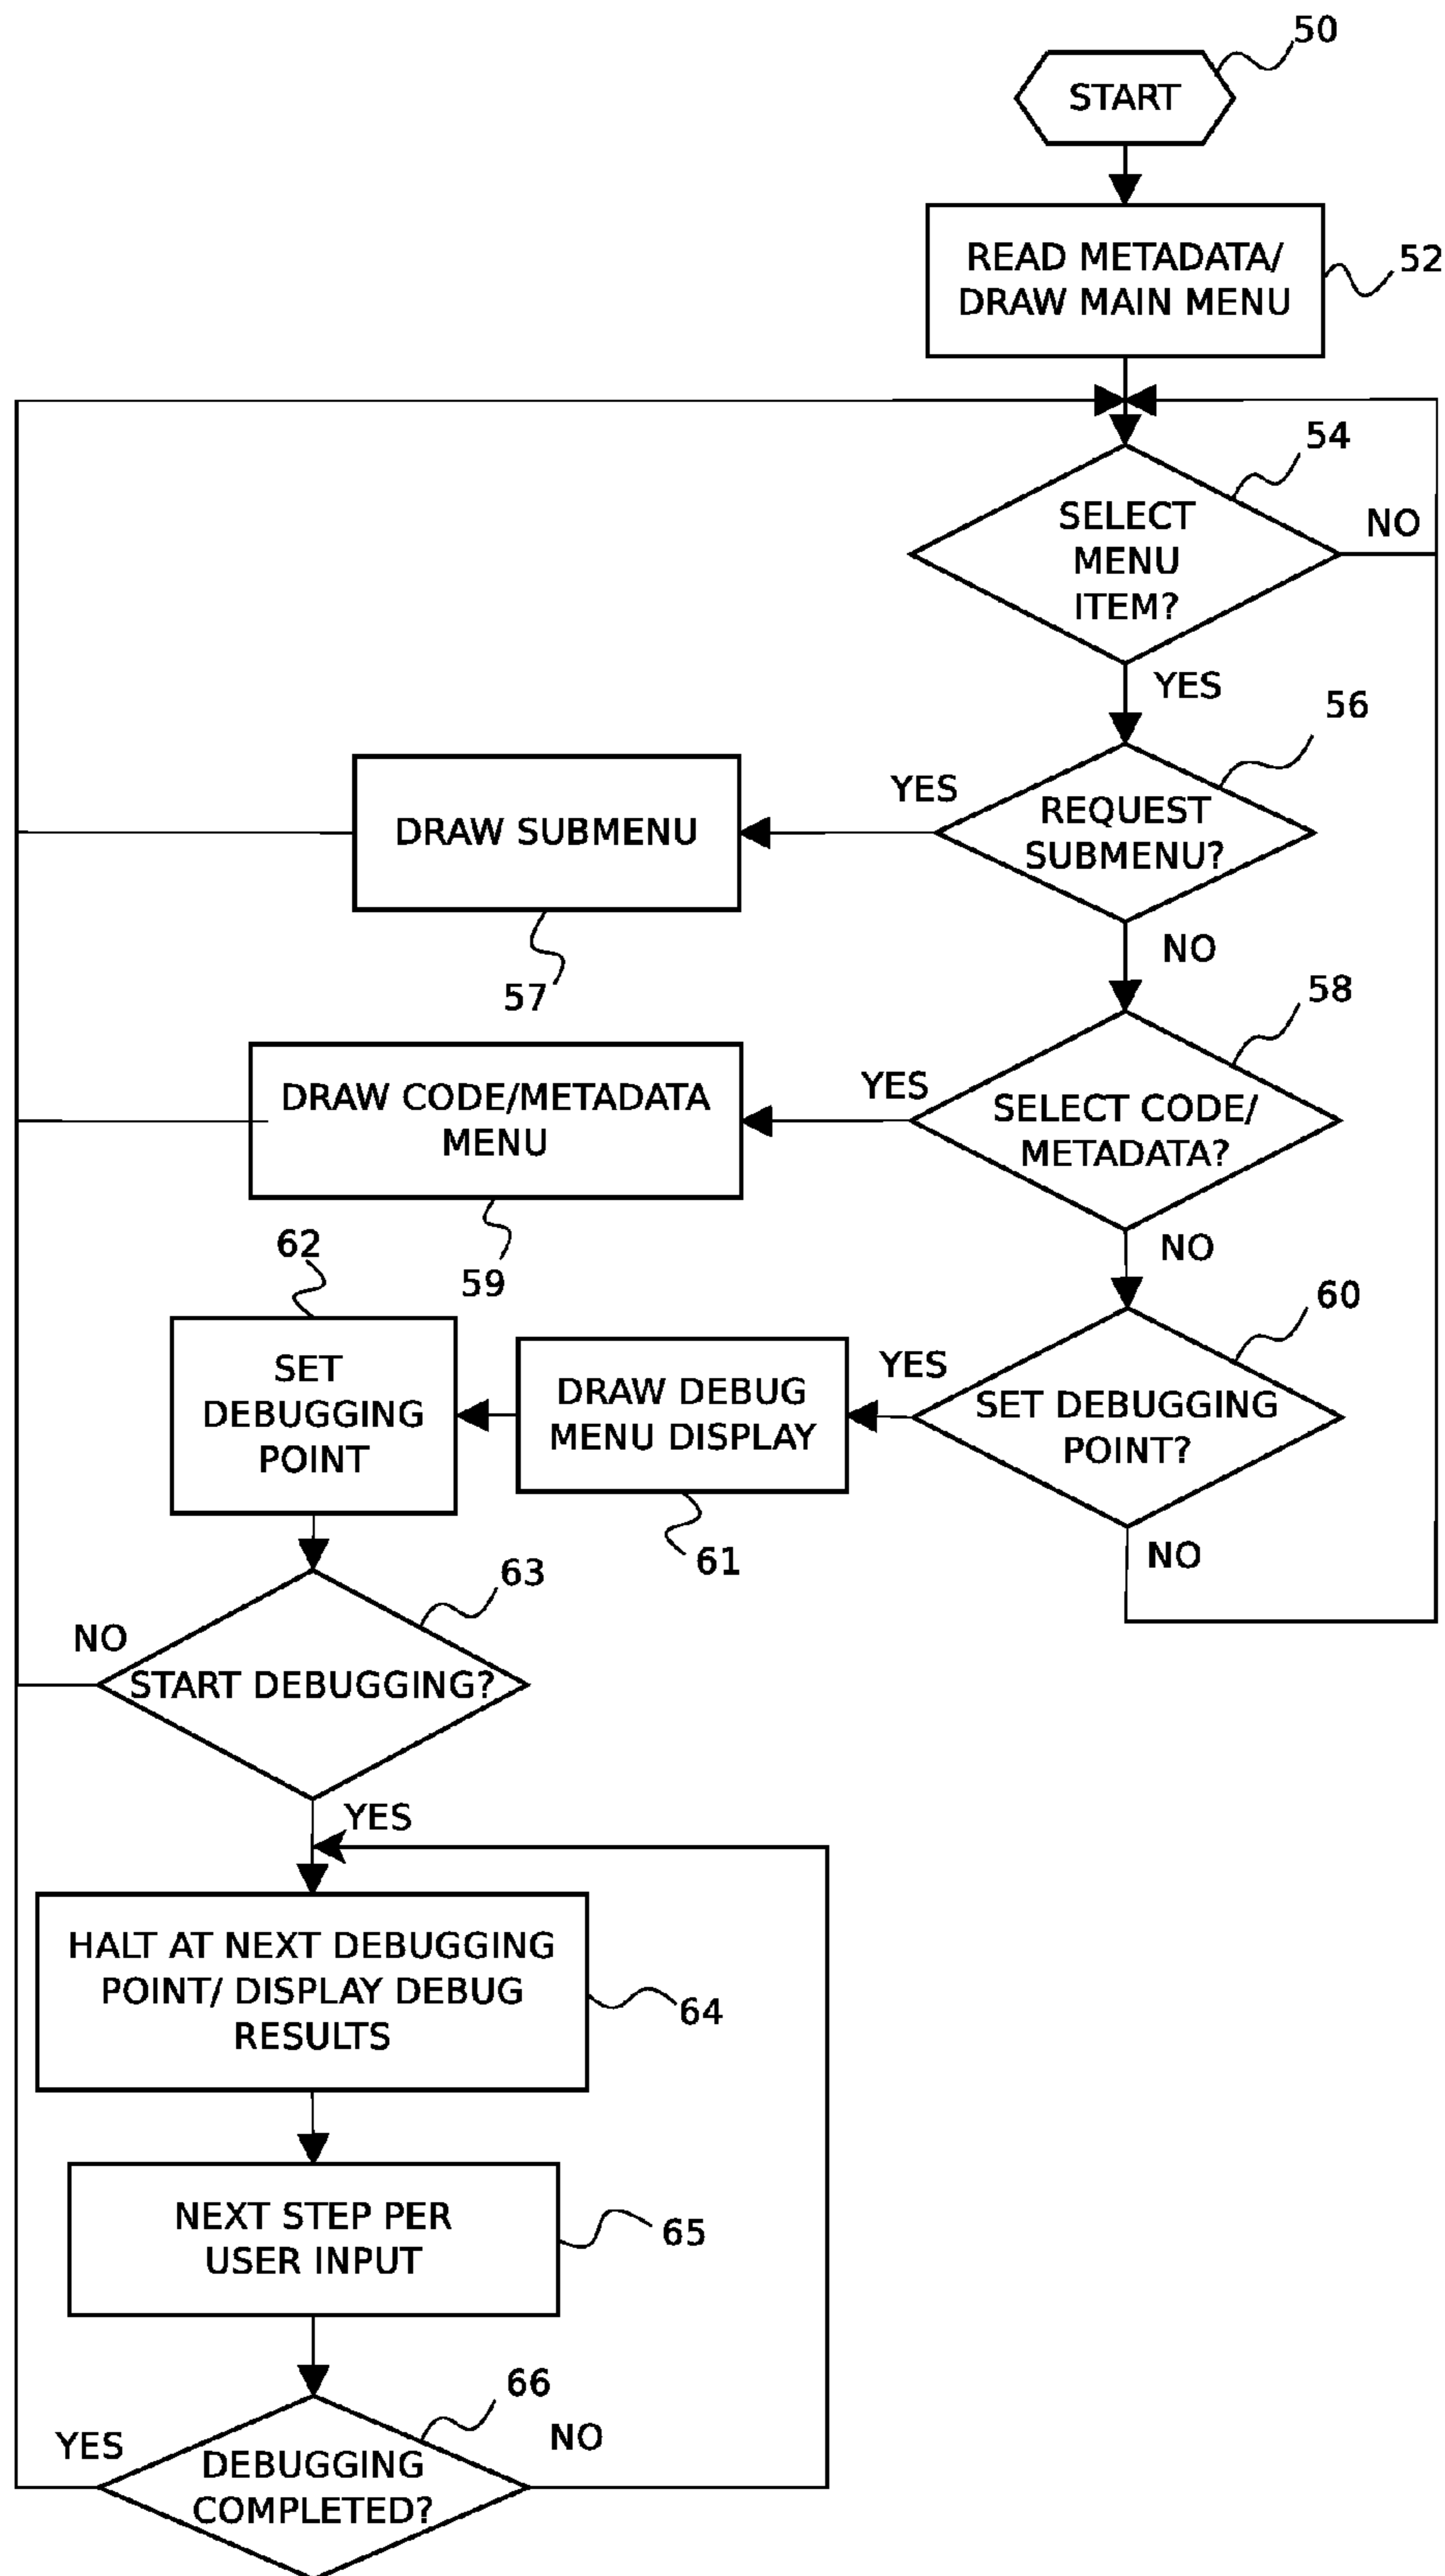 50
START
READ METADATA/
DRAW MAIN MENU
52
54
SELECT
MENU
ITEM?
NO
YES
56
REQUEST
SUBMENU?
YES
DRAW SUBMENU
57
NO
58
SELECT CODE/
METADATA?
YES
DRAW CODE/METADATA
MENU
59
NO
60
SET DEBUGGING
POINT?
YES
DRAW DEBUG
MENU DISPLAY
61
NO
62
SET
DEBUGGING
POINT
63
START DEBUGGING?
NO
YES
HALT AT NEXT DEBUGGING
POINT/ DISPLAY DEBUG
RESULTS
64
NEXT STEP PER
USER INPUT
65
66
DEBUGGING
COMPLETED?
YES
NO